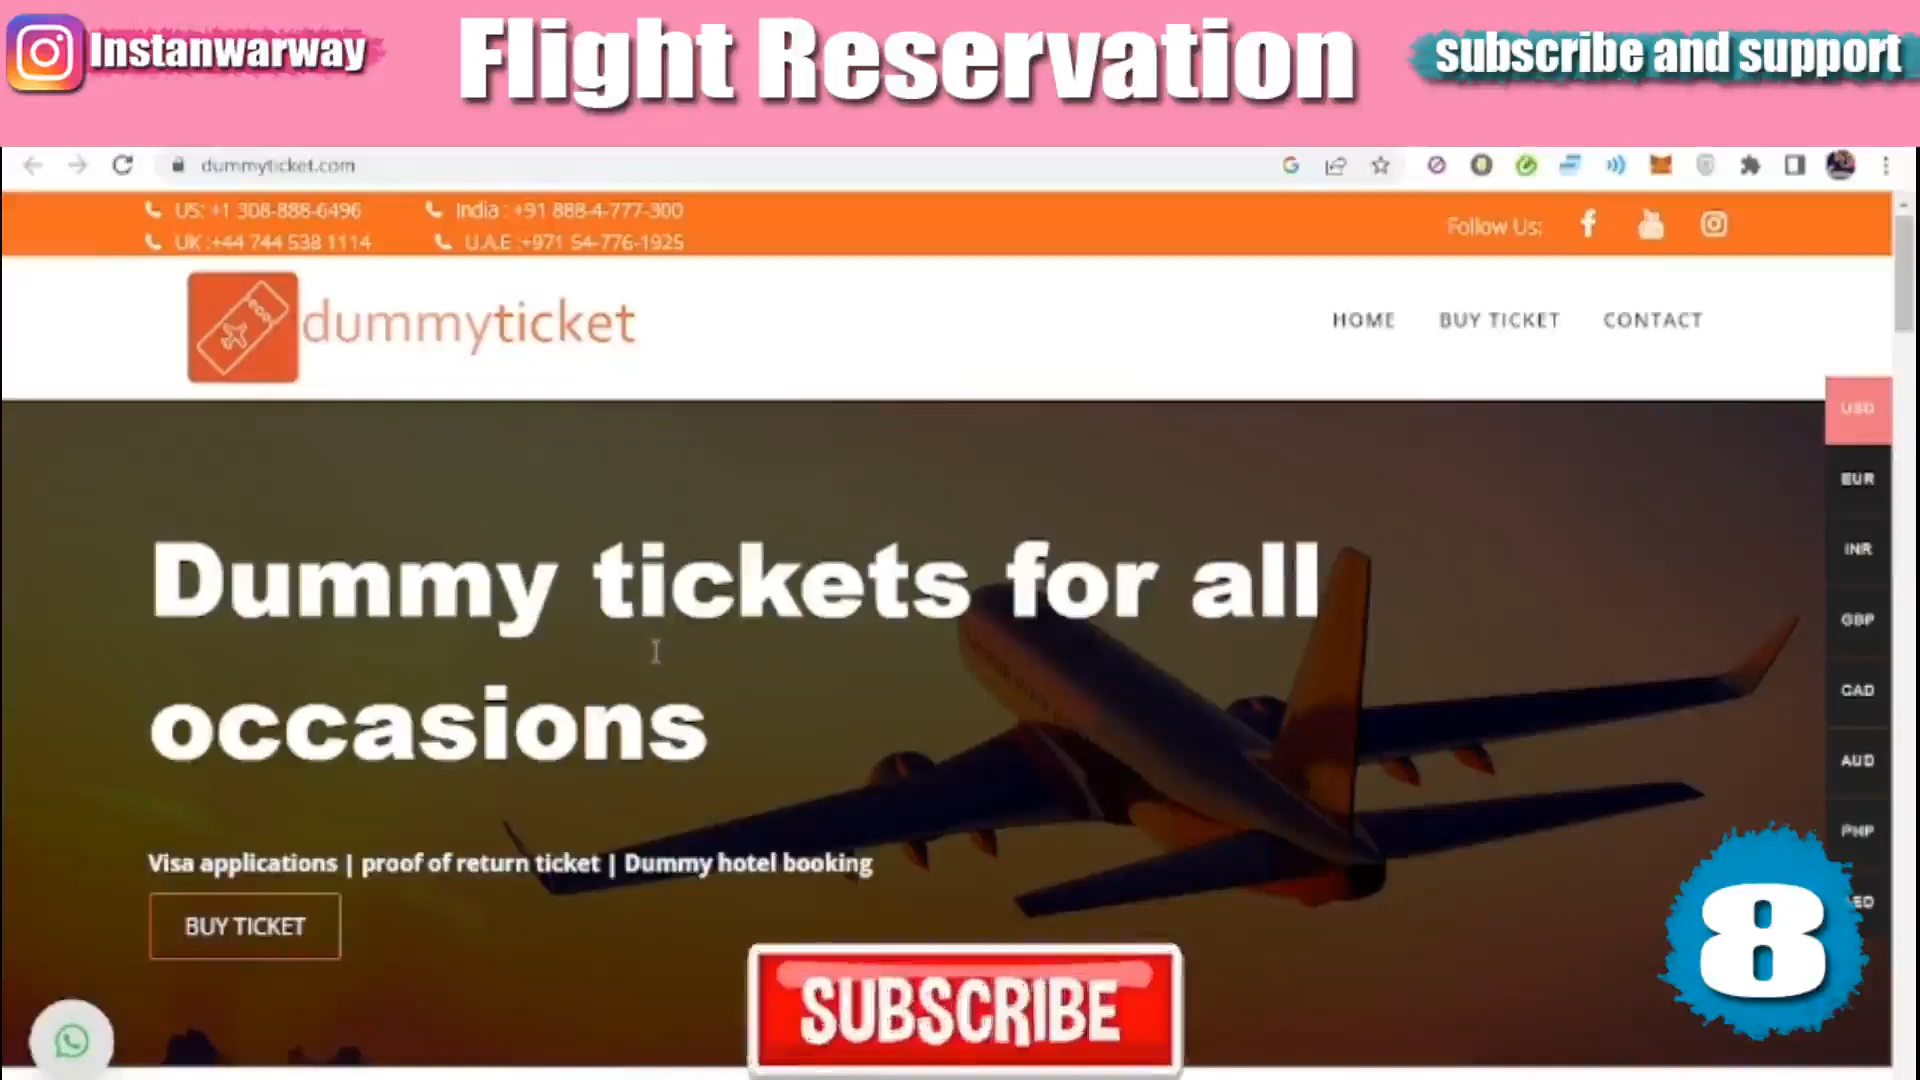 Instanwarway
Flight Reservation
subscribe and support
dummyticket.com
US: +1 308-888-6496
India : +91 888-4-777-300
UK :+44 744 538 1114
U.A.E :+971 54-776-1925
Follow Us:
dummyticket
HOME
BUY TICKET
CONTACT
USD
EUR
INR
GBP
CAD
AUD
PHP
Dummy tickets for all
occasions
Visa applications | proof of return ticket | Dummy hotel booking
BUY TICKET
SUBSCRIBE
8